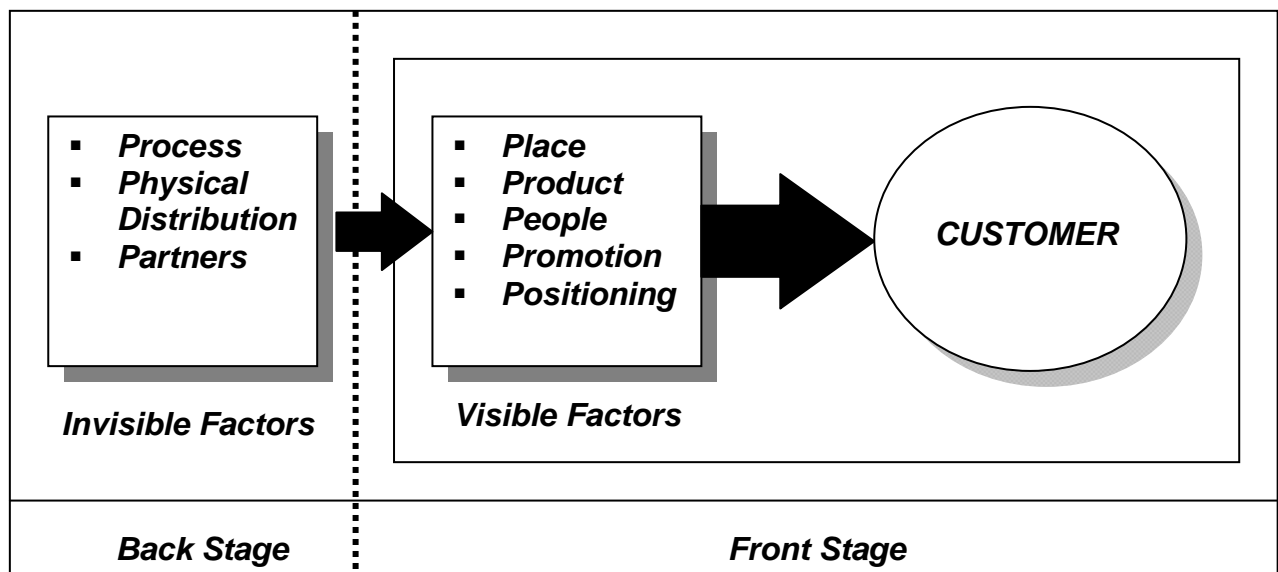 ▪ Process
▪ Physical
Distribution
▪ Partners
Invisible Factors
▪ Place
▪ Product
▪ People
▪ Promotion
▪ Positioning
Visible Factors
CUSTOMER
Back Stage
Front Stage